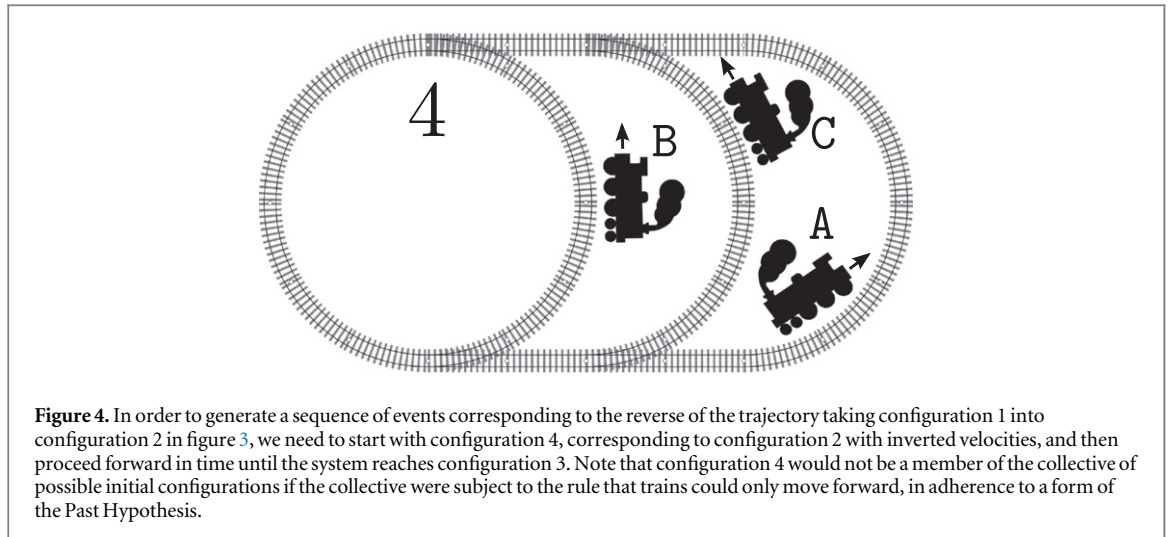 4
B
C
A
Figure 4. In order to generate a sequence of events corresponding to the reverse of the trajectory taking configuration 1 into
configuration 2 in figure 3, we need to start with configuration 4, corresponding to configuration 2 with inverted velocities, and then
proceed forward in time until the system reaches configuration 3. Note that configuration 4 would not be a member of the collective of
possible initial configurations if the collective were subject to the rule that trains could only move forward, in adherence to a form of
the Past Hypothesis.